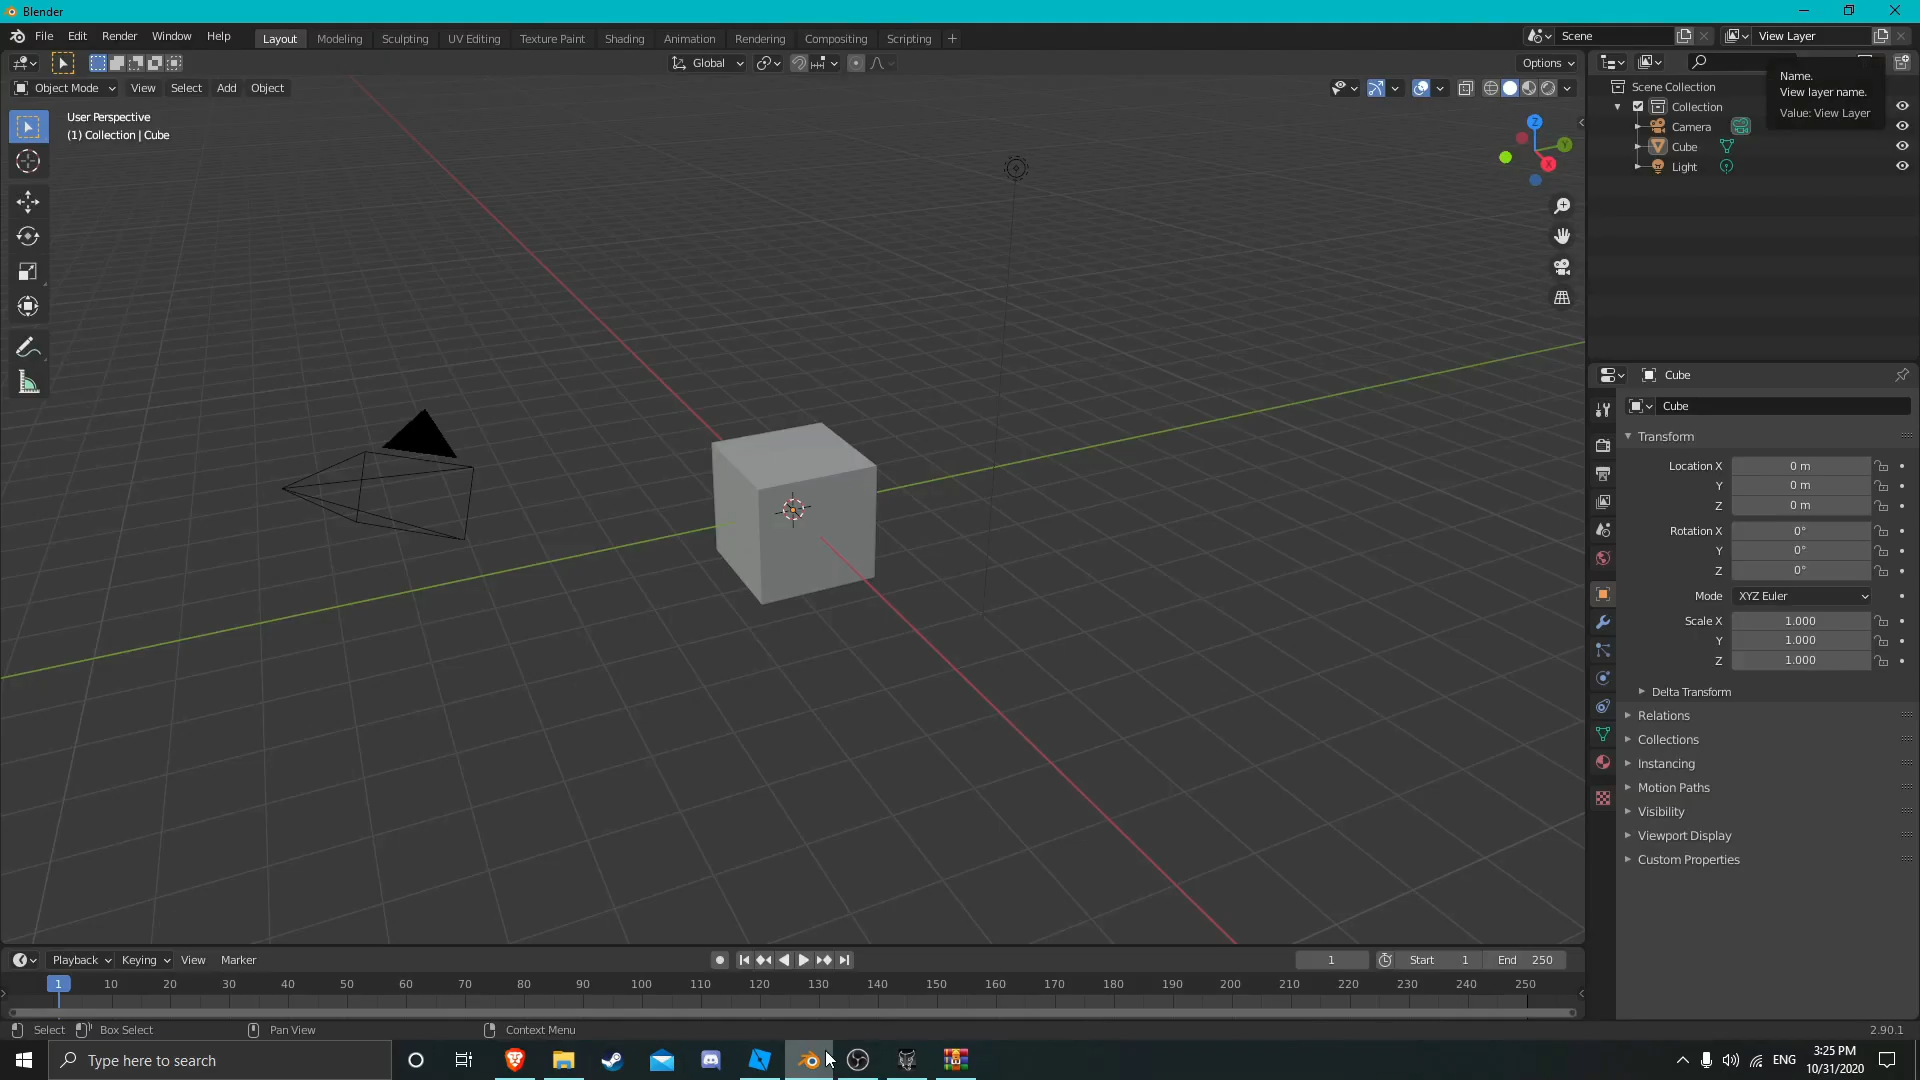 Blender
File Edit Render Window Help
Layout Modeling Sculpting UV Editing Texture Paint Shading Animation Rendering Compositing Scripting +
Scene
View Layer
Global
Options
Object Mode View Select Add Object
User Perspective
(1) Collection | Cube
Z
Y
X
Name.
View layer name.
Value: View Layer
Scene Collection
Collection
Camera
Cube
Light
Cube
Cube
Transform
Location X 0 m
Y 0 m
Z 0 m
Rotation X 0°
Y 0°
Z 0°
Mode XYZ Euler
Scale X 1.000
Y 1.000
Z 1.000
Delta Transform
Relations
Collections
Instancing
Motion Paths
Visibility
Viewport Display
Custom Properties
Playback Keying View Marker
1 Start 1 End 250
1 10 20 30 40 50 60 70 80 90 100 110 120 130 140 150 160 170 180 190 200 210 220 230 240 250
Select Box Select Pan View Context Menu 2.90.1
Type here to search
ENG
3:25 PM
10/31/2020